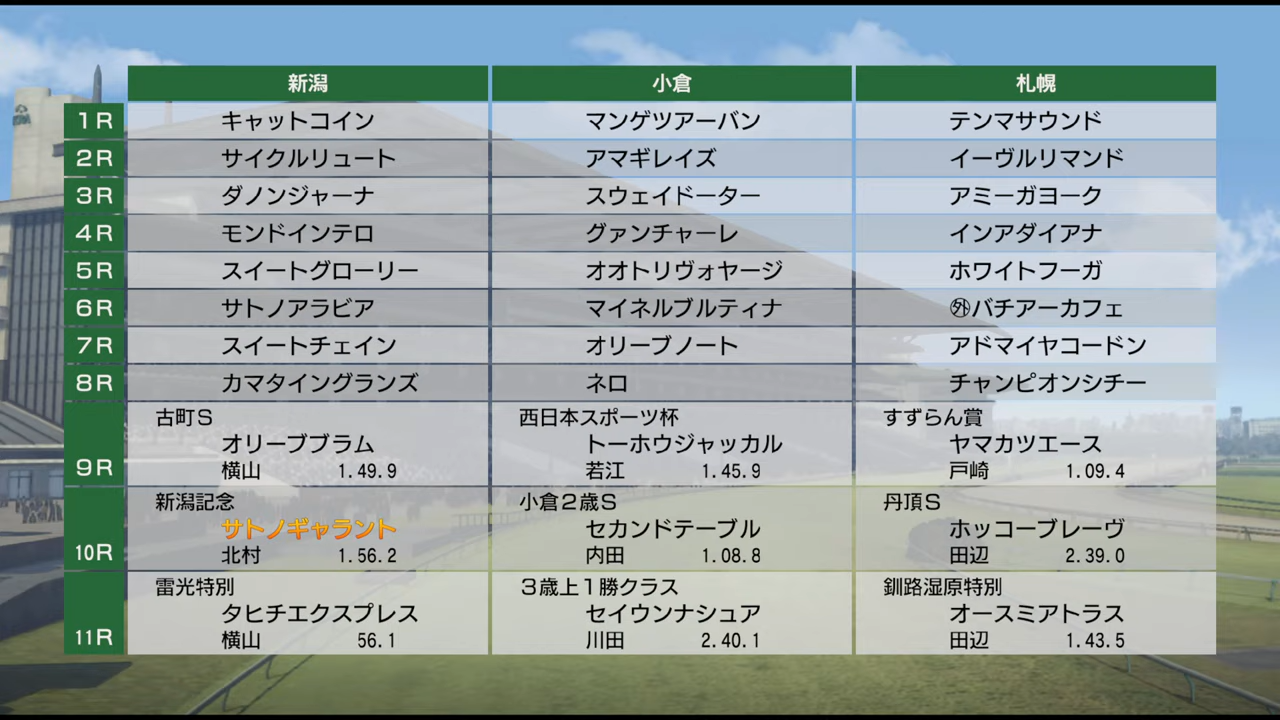 新潟 小倉 札幌
1R キャットコイン マンゲツアーバン テンマサウンド
2R サイクルリュート アマギレイズ イーヴルリマンド
3R ダノンジャーナ スウェイドーター アミーガヨーク
4R モンドインテロ グァンチャーレ インアダイアナ
5R スイートグローリー オオトリヴォヤージ ホワイトフーガ
6R サトノアラビア マイネルブルティナ ㊕バチアーカフェ
7R スイートチェイン オリーブノート アドマイヤコードン
8R カマタイングランズ ネロ チャンピオンシチー
古町S 西日本スポーツ杯 すずらん賞
オリーブブラム トーホウジャッカル ヤマカツエース
9R 横山 1.49.9 若江 1.45.9 戸崎 1.09.4
新潟記念 小倉2歳S 丹頂S
サトノギャラント セカンドテーブル ホッコーブレーヴ
10R 北村 1.56.2 内田 1.08.8 田辺 2.39.0
雷光特別 3歳上1勝クラス 釧路湿原特別
タヒチエクスプレス セイウンナシュア オースミアトラス
11R 横山 56.1 川田 2.40.1 田辺 1.43.5